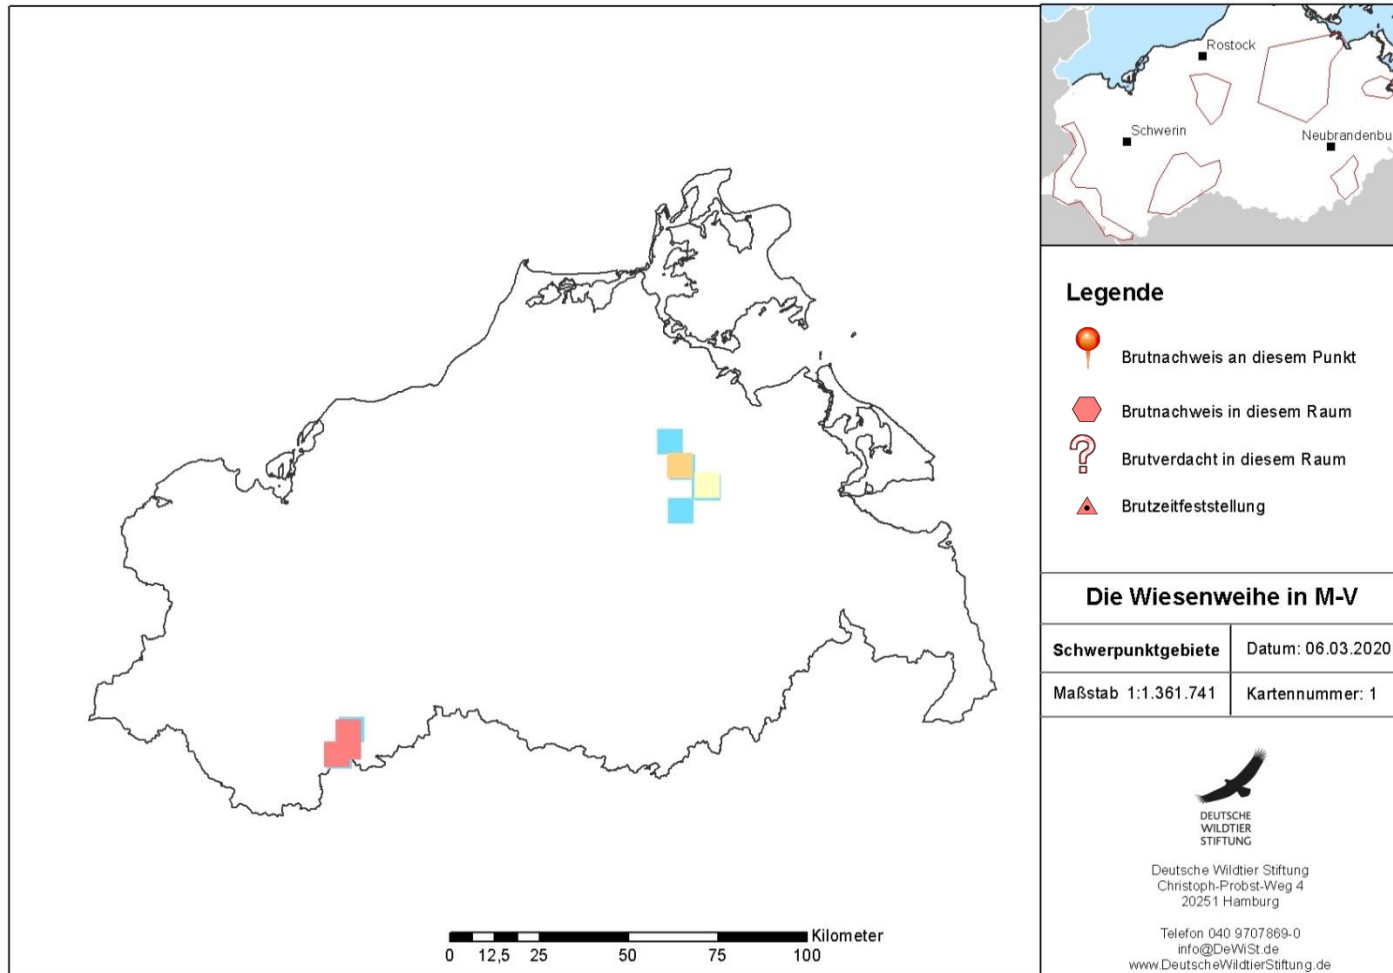 Rostock
Schwerin
Neubrandenbu
Legende
Brutnachweis an diesem Punkt
Brutnachweis in diesem Raum
Brutverdacht in diesem Raum
Brutzeitfeststellung
Die Wiesenweihe in M-V
Schwerpunktgebiete
Datum: 06.03.2020
Maßstab 1:1.361.741
Kartennummer: 1
DEUTSCHE
WILDTIER
STIFTUNG
Deutsche Wildtier Stiftung
Christoph-Probst-Weg 4
20251 Hamburg
Telefon 040 9707869-0
info@DeWiSt.de
www.DeutscheWildtierStiftung.de
Kilometer
0 12,5 25 50 75 100